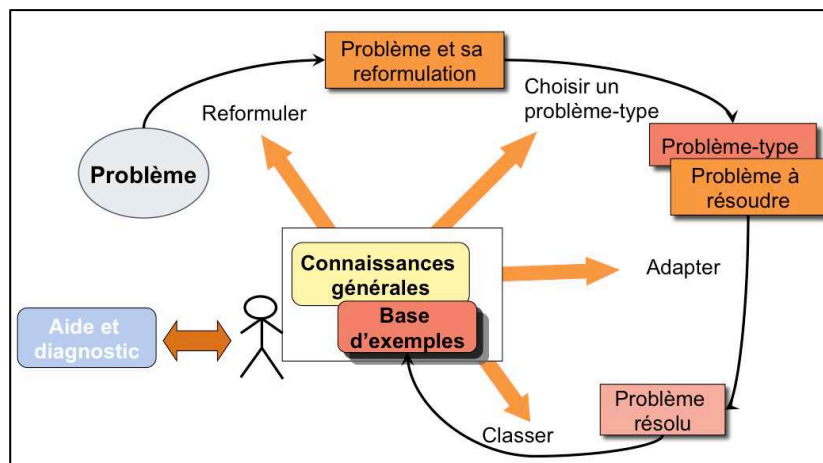 Problème et sa
reformulation
Choisir un
problème-type
Reformuler
Problème-type
Problème à
résoudre
Problème
Connaissances
générales
Adapter
Base
d'exemples
Aide et
diagnostic
Problème
résolu
Classer